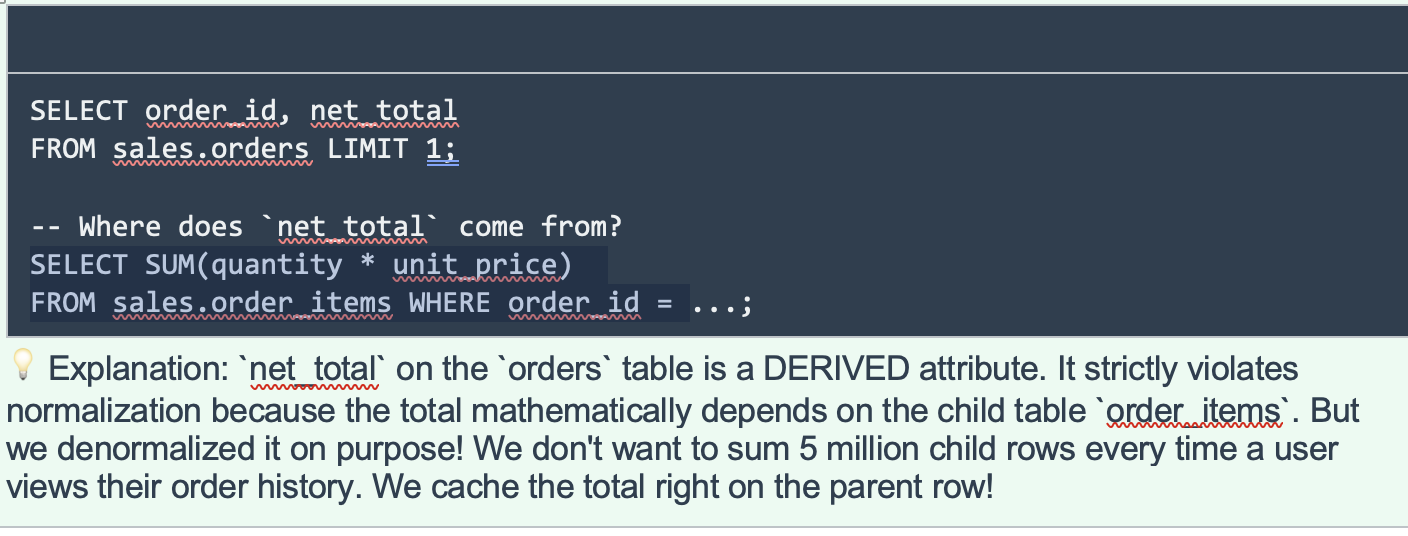 SELECT order_id, net_total
FROM sales.orders LIMIT 1;
-- Where does `net_total` come from?
SELECT SUM(quantity * unit_price)
FROM sales.order_items WHERE order_id = ...;
💡 Explanation: `net_total` on the `orders` table is a DERIVED attribute. It strictly violates
normalization because the total mathematically depends on the child table `order_items`. But
we denormalized it on purpose! We don't want to sum 5 million child rows every time a user
views their order history. We cache the total right on the parent row!